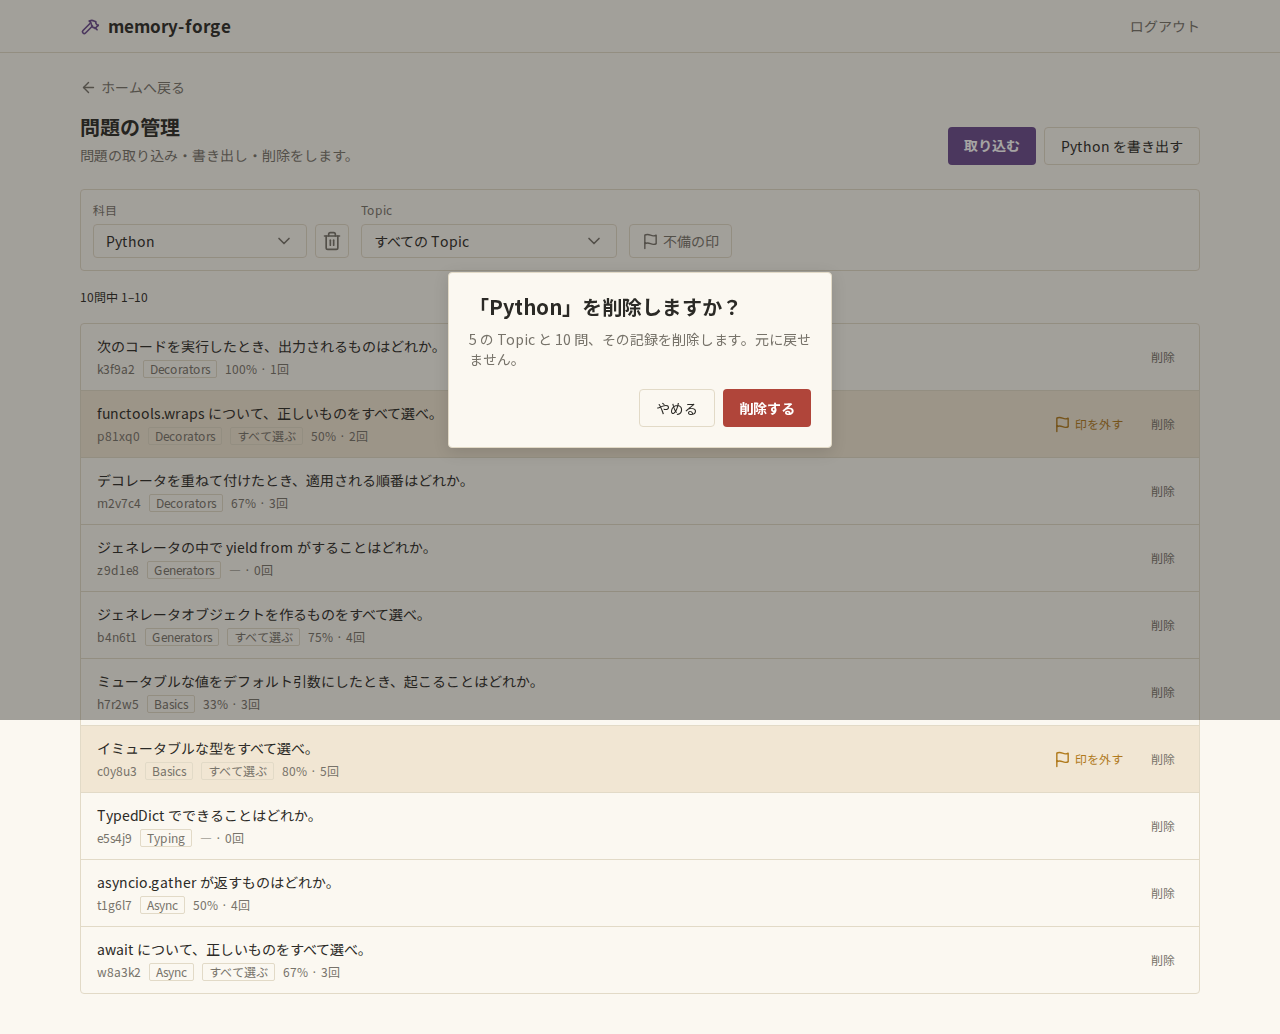 memory-forge
ログアウト
ホームへ戻る
問題の管理
問題の取り込み・書き出し・削除をします。
取り込む
Python を書き出す
科目
Topic
Python
すべての Topic
不備の印
10問中 1–10
「Python」を削除しますか？
5 の Topic と 10 問、その記録を削除します。元に戻せ
ません。
やめる
削除する
次のコードを実行したとき、出力されるものはどれか。
k3f9a2 Decorators 100% · 1回
削除
functools.wraps について、正しいものをすべて選べ。
p81xq0 Decorators すべて選ぶ 50% · 2回
印を外す
削除
デコレータを重ねて付けたとき、適用される順番はどれか。
m2v7c4 Decorators 67% · 3回
削除
ジェネレータの中で yield from がすることはどれか。
z9d1e8 Generators — · 0回
削除
ジェネレータオブジェクトを作るものをすべて選べ。
b4n6t1 Generators すべて選ぶ 75% · 4回
削除
ミュータブルな値をデフォルト引数にしたとき、起こることはどれか。
h7r2w5 Basics 33% · 3回
削除
イミュータブルな型をすべて選べ。
c0y8u3 Basics すべて選ぶ 80% · 5回
印を外す
削除
TypedDict でできることはどれか。
e5s4j9 Typing — · 0回
削除
asyncio.gather が返すものはどれか。
t1g6l7 Async 50% · 4回
削除
await について、正しいものをすべて選べ。
w8a3k2 Async すべて選ぶ 67% · 3回
削除